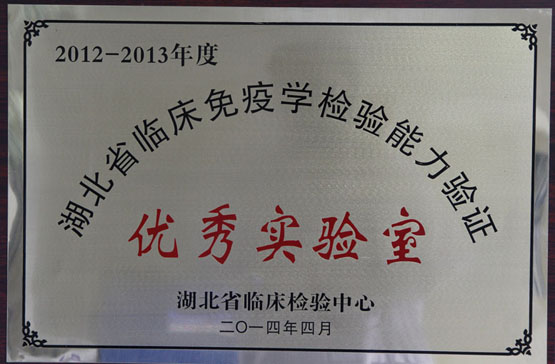 2012-2013年度
湖北省临床免疫学检验能力验证
优秀实验室
湖北省临床检验中心
二〇一四年四月